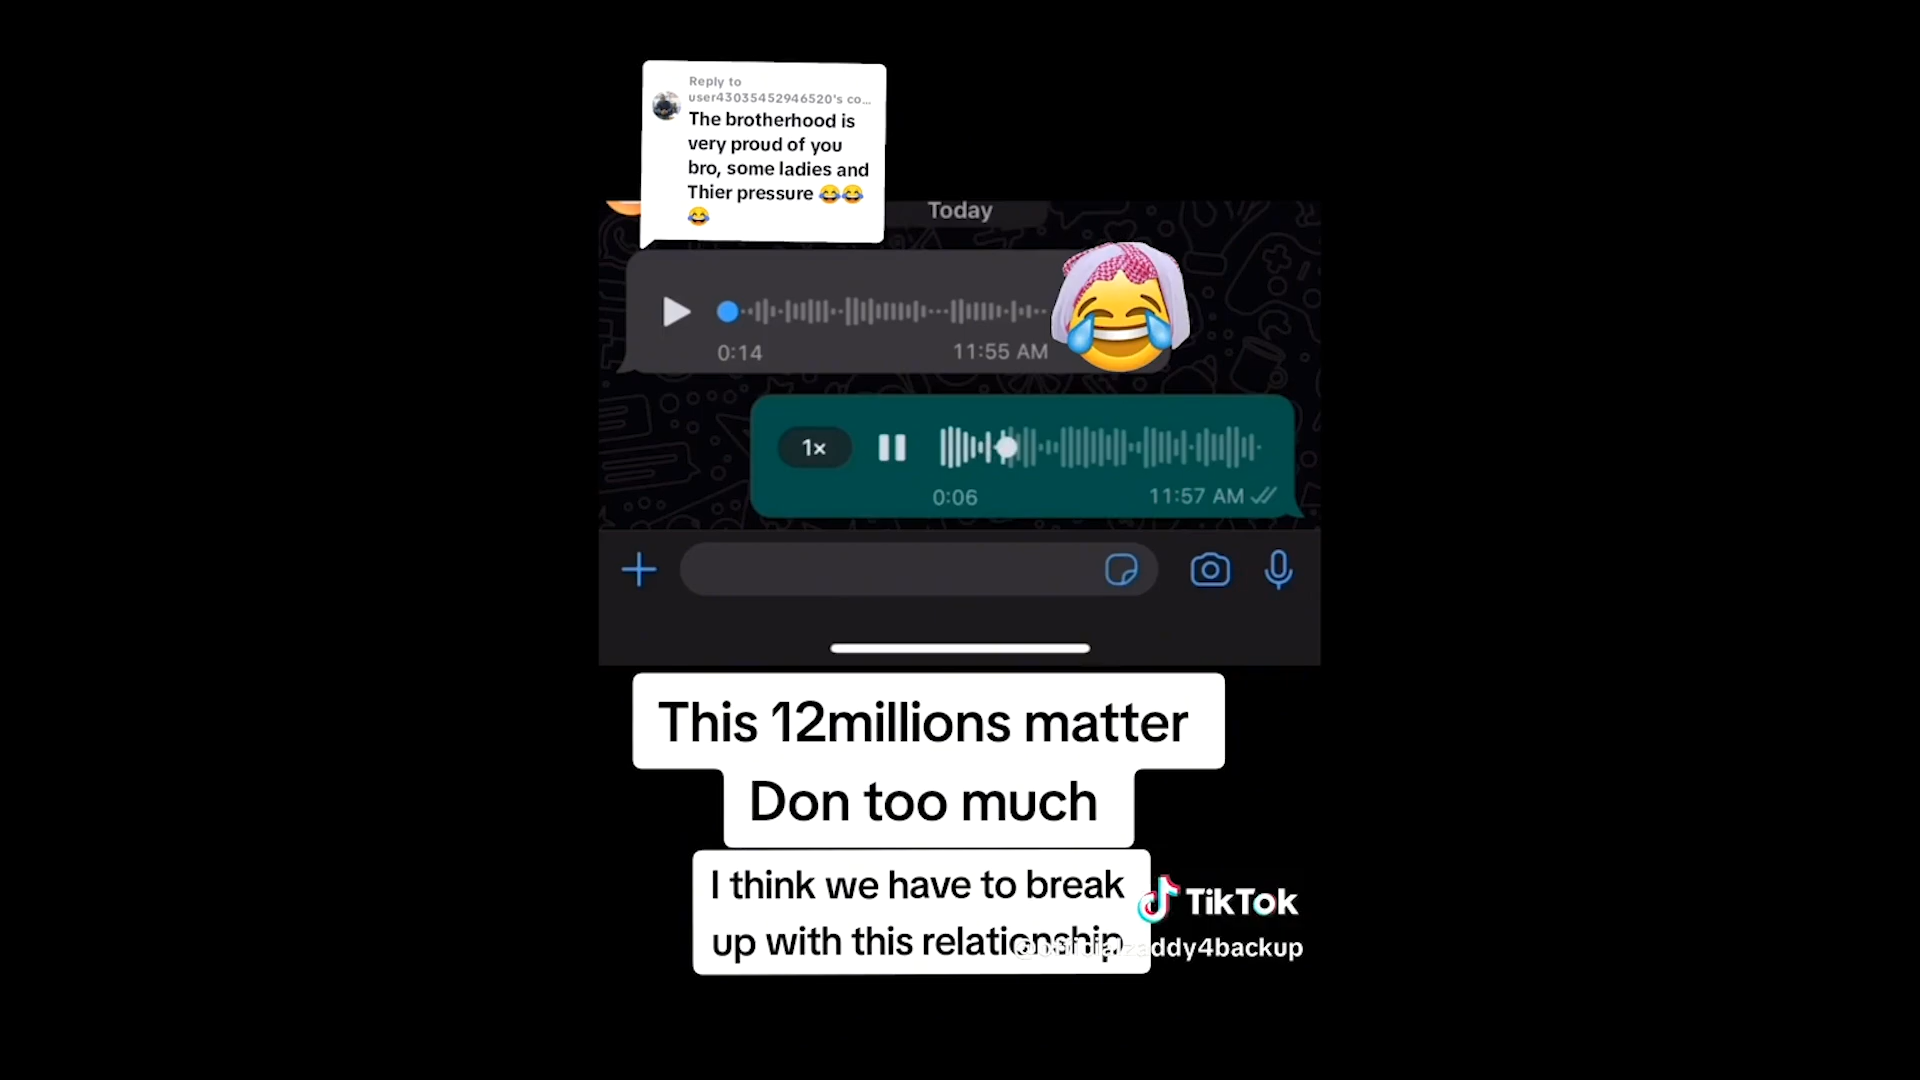 Reply to
user43035452946520's co...
The brotherhood is
very proud of you
bro, some ladies and
Thier pressure 😂😂
😂
Today
0:14
11:55 AM
1x
0:06
11:57 AM
This 12millions matter
Don too much
I think we have to break
up with this relationship
TikTok
@officialzaddy4backup